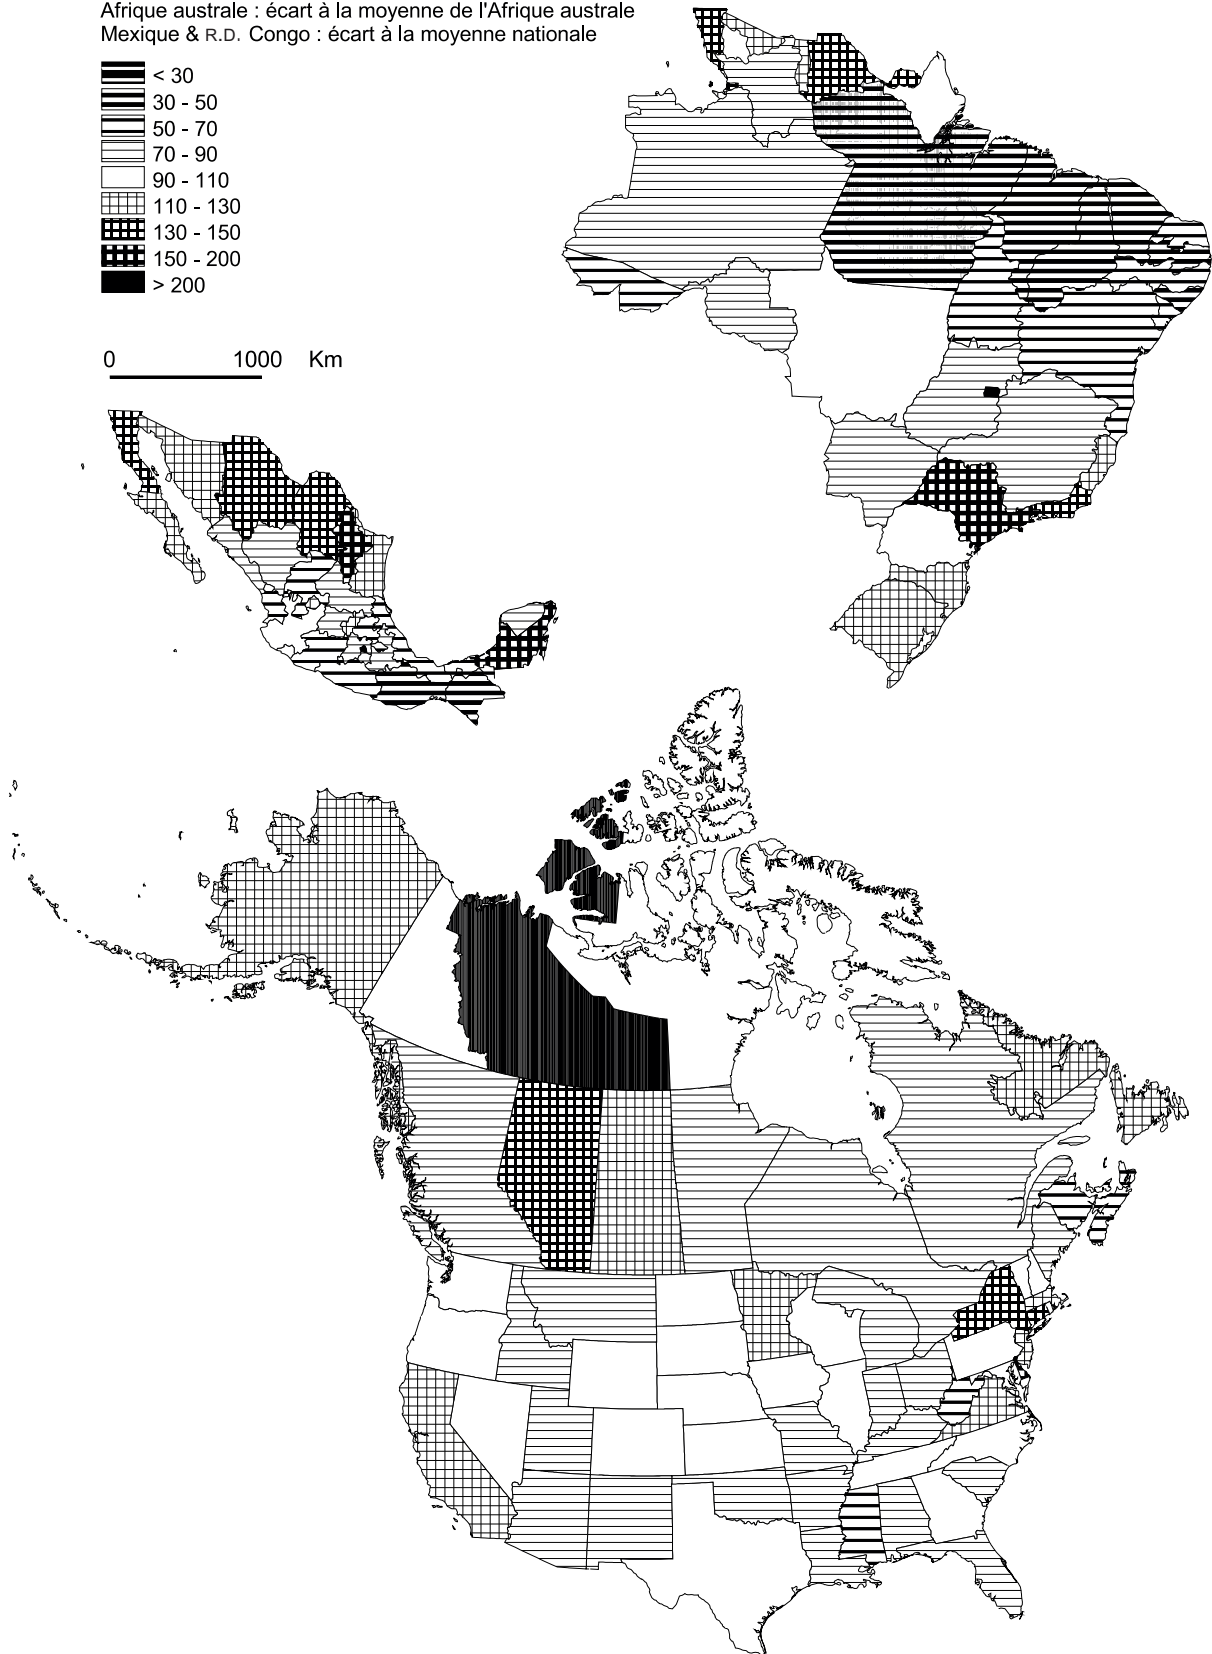 Afrique australe : écart à la moyenne de l'Afrique australe
Mexique & R.D. Congo : écart à la moyenne nationale
< 30
30 - 50
50 - 70
70 - 90
90 - 110
110 - 130
130 - 150
150 - 200
> 200
0 1000 Km